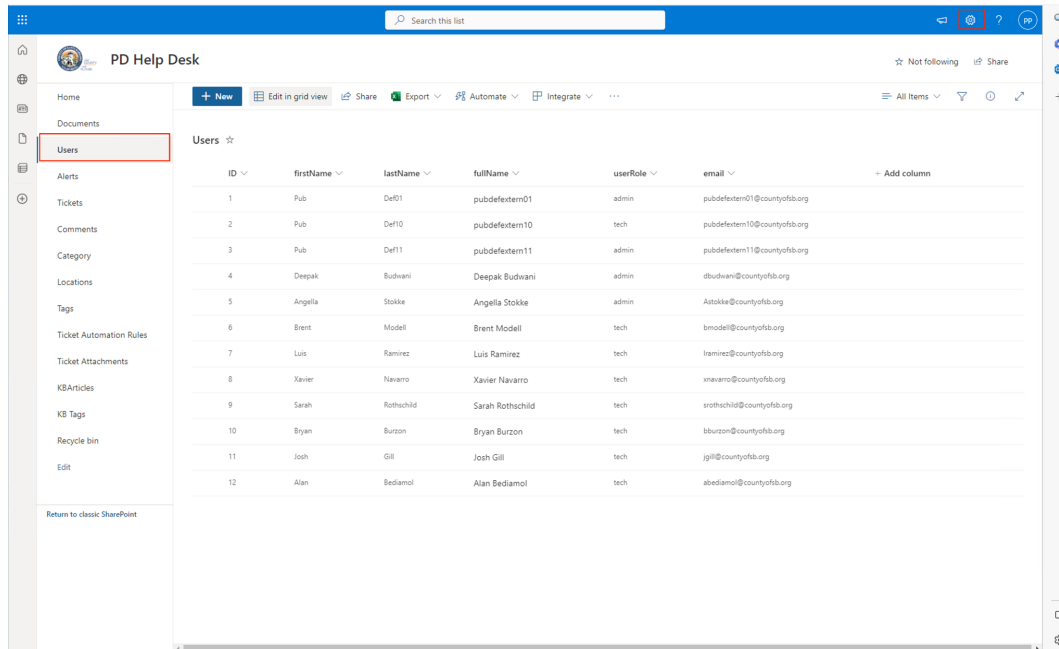 Search this list
PP
PD Help Desk
Not following
Share
Home
Documents
Users
Alerts
Tickets
Comments
Category
Locations
Tags
Ticket Automation Rules
Ticket Attachments
KBArticles
KB Tags
Recycle bin
Edit
Return to classic SharePoint
+ New Edit in grid view Share Export Automate Integrate ... All Items
Users
ID firstName lastName fullName userRole email + Add column
1 Pub Def01 pubdefextern01 admin pubdefextern01@countyofsb.org
2 Pub Def10 pubdefextern10 tech pubdefextern10@countyofsb.org
3 Pub Def11 pubdefextern11 admin pubdefextern11@countyofsb.org
4 Deepak Budwani Deepak Budwani admin dbudwani@countyofsb.org
5 Angella Stokke Angella Stokke admin Astokke@countyofsb.org
6 Brent Modell Brent Modell tech bmodell@countyofsb.org
7 Luis Ramirez Luis Ramirez tech lramirez@countyofsb.org
8 Xavier Navarro Xavier Navarro tech xnavarro@countyofsb.org
9 Sarah Rothschild Sarah Rothschild tech srothschild@countyofsb.org
10 Bryan Burzon Bryan Burzon tech bburzon@countyofsb.org
11 Josh Gill Josh Gill tech jgill@countyofsb.org
12 Alan Bediamol Alan Bediamol tech abediamol@countyofsb.org